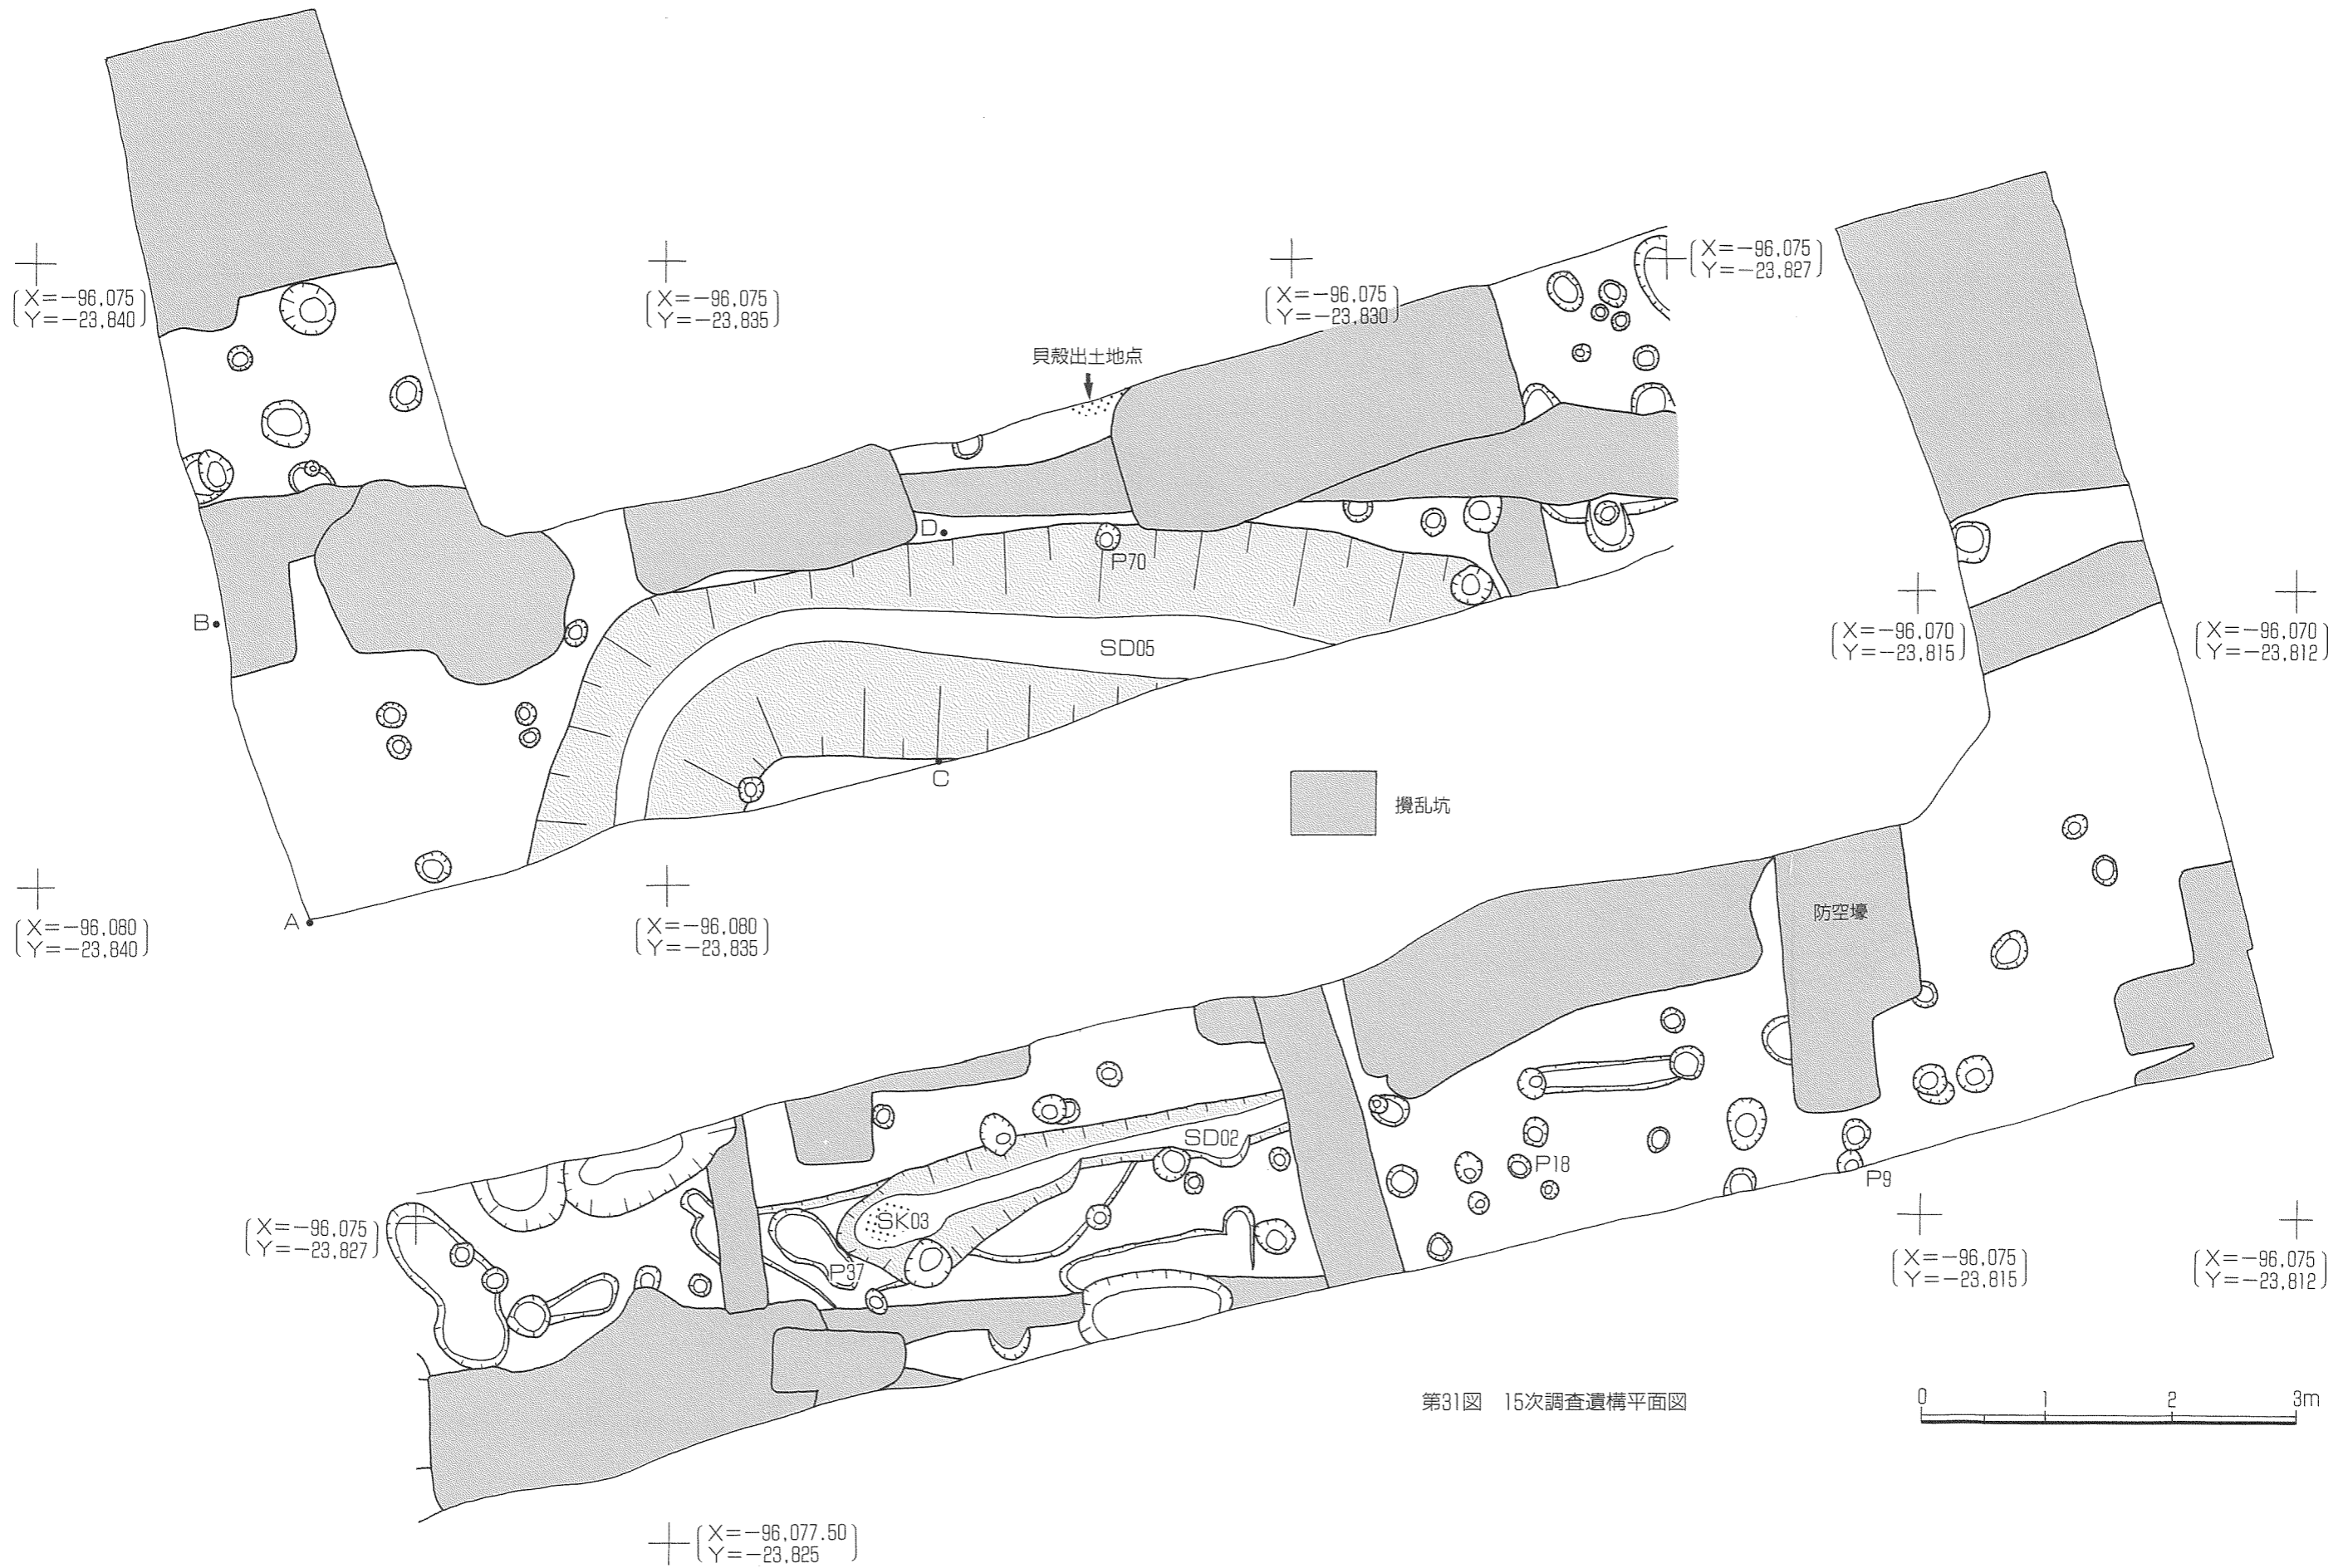 (X=−96,075
Y=−23,840)
(X=−96,075
Y=−23,835)
(X=−96,075
Y=−23,830)
(X=−96,075
Y=−23,827)
貝殻出土地点
D
P70
B
SD05
(X=−96,070
Y=−23,815)
(X=−96,070
Y=−23,812)
C
攪乱坑
A
(X=−96,080
Y=−23,840)
(X=−96,080
Y=−23,835)
防空壕
SD02
P18
P9
SK03
P37
(X=−96,075
Y=−23,827)
(X=−96,075
Y=−23,815)
(X=−96,075
Y=−23,812)
第31図 15次調査遺構平面図
0 1 2 3m
(X=−96,077.50
Y=−23,825)